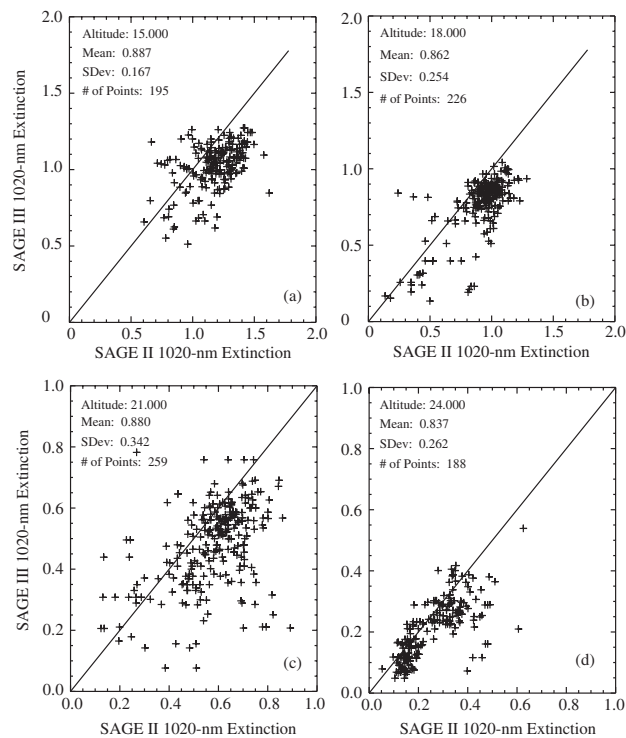 2.0
Altitude: 15.000
Mean: 0.887
SDev: 0.167
# of Points: 195
1.5
1.0
0.5
0
SAGE III 1020-nm Extinction
(a)
0 0.5 1.0 1.5 2.0
SAGE II 1020-nm Extinction
2.0
Altitude: 18.000
Mean: 0.862
SDev: 0.254
# of Points: 226
1.5
1.0
0.5
0
(b)
0 0.5 1.0 1.5 2.0
SAGE II 1020-nm Extinction
1.0
Altitude: 21.000
Mean: 0.880
SDev: 0.342
# of Points: 259
0.8
0.6
0.4
0.2
0.0
SAGE III 1020-nm Extinction
(c)
0.0 0.2 0.4 0.6 0.8 1.0
SAGE II 1020-nm Extinction
1.0
Altitude: 24.000
Mean: 0.837
SDev: 0.262
# of Points: 188
0.8
0.6
0.4
0.2
0.0
(d)
0.0 0.2 0.4 0.6 0.8 1.0
SAGE II 1020-nm Extinction